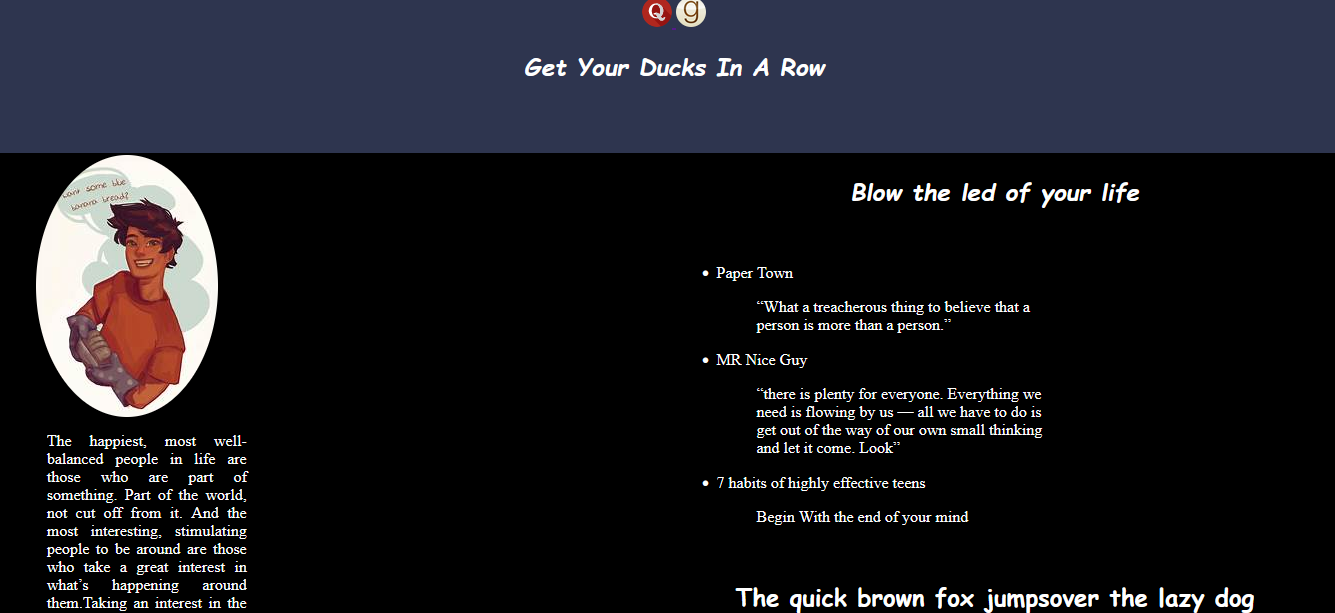 Q g
Get Your Ducks In A Row
want some blue
banana bread?
Blow the led of your life
• Paper Town
“What a treacherous thing to believe that a
person is more than a person.”
• MR Nice Guy
“there is plenty for everyone. Everything we
need is flowing by us — all we have to do is
get out of the way of our own small thinking
and let it come. Look”
• 7 habits of highly effective teens
Begin With the end of your mind
The quick brown fox jumpsover the lazy dog
The happiest, most well-
balanced people in life are
those who are part of
something. Part of the world,
not cut off from it. And the
most interesting, stimulating
people to be around are those
who take a great interest in
what’s happening around
them.Taking an interest in the